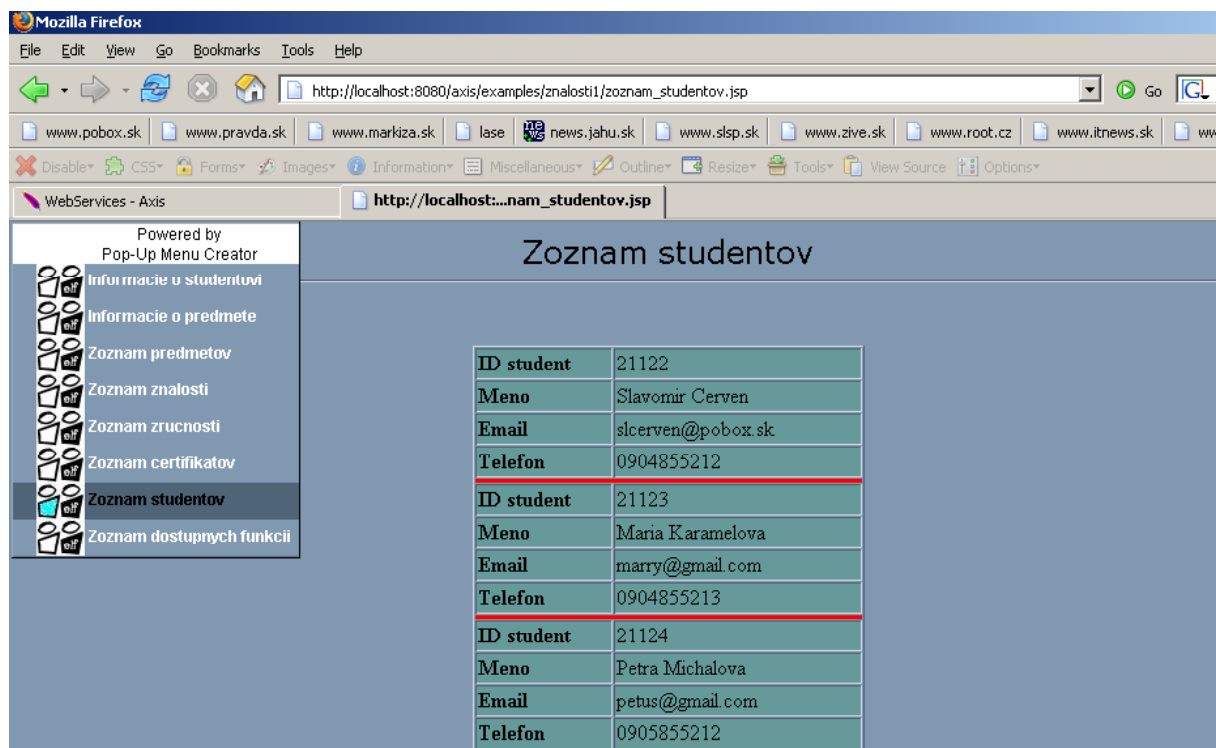 Mozilla Firefox
File Edit View Go Bookmarks Tools Help
http://localhost:8080/axis/examples/znalosti1/zoznam_studentov.jsp Go G
www.pobox.sk www.pravda.sk www.markiza.sk lase news.jahu.sk www.slsp.sk www.zive.sk www.root.cz www.itnews.sk ww
Disable CSS Forms Images Information Miscellaneous Outline Resize Tools View Source Options
WebServices - Axis http://localhost:...nam_studentov.jsp
Powered by
Pop-Up Menu Creator
Informacie o studentovi
Informacie o predmete
Zoznam predmetov
Zoznam znalosti
Zoznam zrucnosti
Zoznam certifikatov
Zoznam studentov
Zoznam dostupnych funkcii
Zoznam studentov
ID student 21122
Meno Slavomir Cerven
Email slcerven@pobox.sk
Telefon 0904855212
ID student 21123
Meno Maria Karamelova
Email marry@gmail.com
Telefon 0904855213
ID student 21124
Meno Petra Michalova
Email petus@gmail.com
Telefon 0905855212